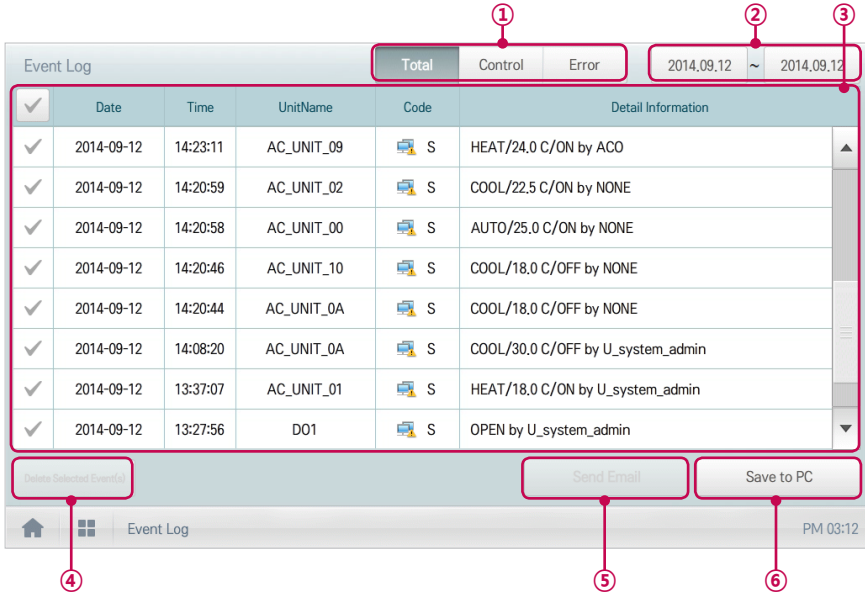 ① ② ③
Event Log Total Control Error 2014.09.12 ~ 2014.09.12
Date Time UnitName Code Detail Information
2014-09-12 14:23:11 AC_UNIT_09 S HEAT/24.0 C/ON by ACO
2014-09-12 14:20:59 AC_UNIT_02 S COOL/22.5 C/ON by NONE
2014-09-12 14:20:58 AC_UNIT_00 S AUTO/25.0 C/ON by NONE
2014-09-12 14:20:46 AC_UNIT_10 S COOL/18.0 C/OFF by NONE
2014-09-12 14:20:44 AC_UNIT_0A S COOL/18.0 C/OFF by NONE
2014-09-12 14:08:20 AC_UNIT_0A S COOL/30.0 C/OFF by U_system_admin
2014-09-12 13:37:07 AC_UNIT_01 S HEAT/18.0 C/ON by U_system_admin
2014-09-12 13:27:56 DO1 S OPEN by U_system_admin
Delete Selected Event(s) Send Email Save to PC
Event Log PM 03:12
④ ⑤ ⑥